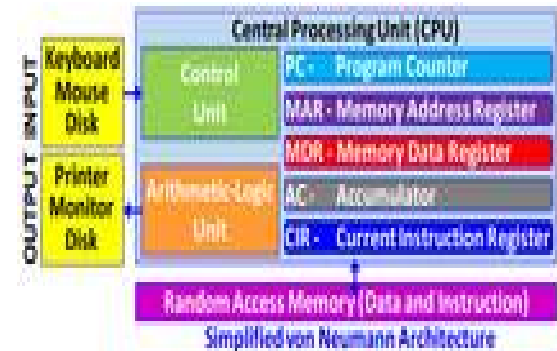 Central Processing Unit (CPU)
INPUT
Keyboard
Mouse
Disk
Control
Unit
PC - Program Counter
MAR - Memory Address Register
MDR - Memory Data Register
OUTPUT
Printer
Monitor
Disk
Arithmetic-Logic
Unit
AC - Accumulator
CIR - Current Instruction Register
Random Access Memory (Data and Instruction)
Simplified von Neumann Architecture